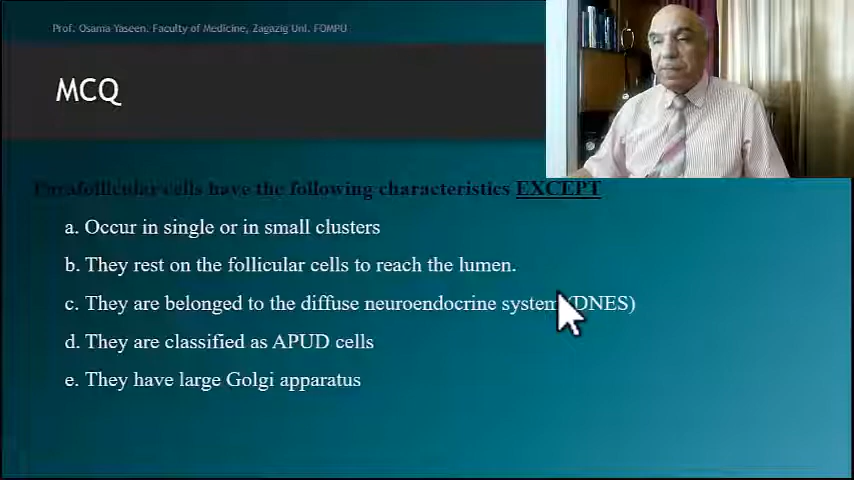 Prof. Osama Yaseen. Faculty of Medicine, Zagazig Uni. FOMPU
MCQ
Parafollicular cells have the following characteristics EXCEPT
a. Occur in single or in small clusters
b. They rest on the follicular cells to reach the lumen.
c. They are belonged to the diffuse neuroendocrine system (DNES)
d. They are classified as APUD cells
e. They have large Golgi apparatus